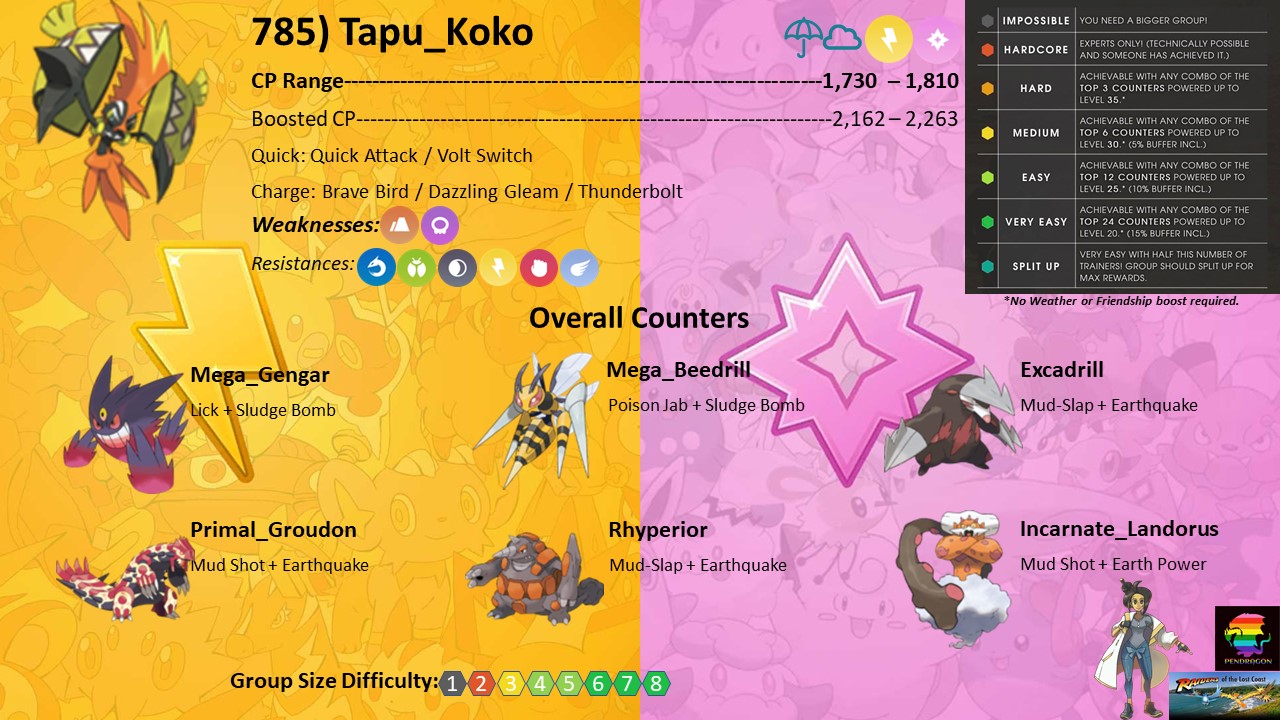 785) Tapu_Koko
CP Range------------------------------------------------------------------1,730 – 1,810
Boosted CP------------------------------------------------------------------2,162 – 2,263
Quick: Quick Attack / Volt Switch
Charge: Brave Bird / Dazzling Gleam / Thunderbolt
Weaknesses:
Resistances:
IMPOSSIBLE YOU NEED A BIGGER GROUP!
HARDCORE EXPERTS ONLY! (TECHNICALLY POSSIBLE
AND SOMEONE HAS ACHIEVED IT.)
HARD ACHIEVABLE WITH ANY COMBO OF THE
TOP 3 COUNTERS POWERED UP TO
LEVEL 35.*
MEDIUM ACHIEVABLE WITH ANY COMBO OF THE
TOP 6 COUNTERS POWERED UP TO
LEVEL 30.* (5% BUFFER INCL.)
EASY ACHIEVABLE WITH ANY COMBO OF THE
TOP 12 COUNTERS POWERED UP TO
LEVEL 25.* (10% BUFFER INCL.)
VERY EASY ACHIEVABLE WITH ANY COMBO OF THE
TOP 24 COUNTERS POWERED UP TO
LEVEL 20.* (15% BUFFER INCL.)
SPLIT UP VERY EASY WITH HALF THIS NUMBER OF
TRAINERS! GROUP SHOULD SPLIT UP FOR
MAX REWARDS.
*No Weather or Friendship boost required.
Overall Counters
Mega_Gengar
Lick + Sludge Bomb
Mega_Beedrill
Poison Jab + Sludge Bomb
Excadrill
Mud-Slap + Earthquake
Primal_Groudon
Mud Shot + Earthquake
Rhyperior
Mud-Slap + Earthquake
Incarnate_Landorus
Mud Shot + Earth Power
Group Size Difficulty: 1 2 3 4 5 6 7 8
PENDRAGON
RAIDERS of the Lost Coast